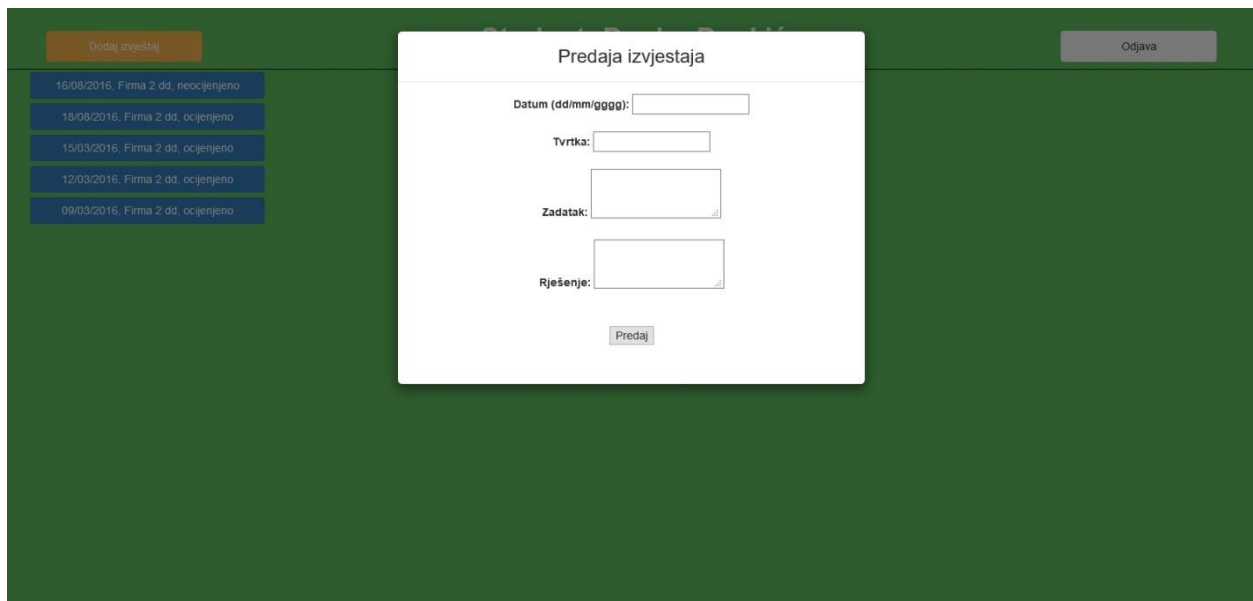 Dodaj izvještaj
Odjava
16/08/2016, Firma 2 dd, neocijenjeno
18/08/2016, Firma 2 dd, ocijenjeno
15/03/2016, Firma 2 dd, ocijenjeno
12/03/2016, Firma 2 dd, ocijenjeno
09/03/2016, Firma 2 dd, ocijenjeno
Predaja izvjestaja
Datum (dd/mm/gggg):
Tvrtka:
Zadatak:
Rješenje:
Predaj